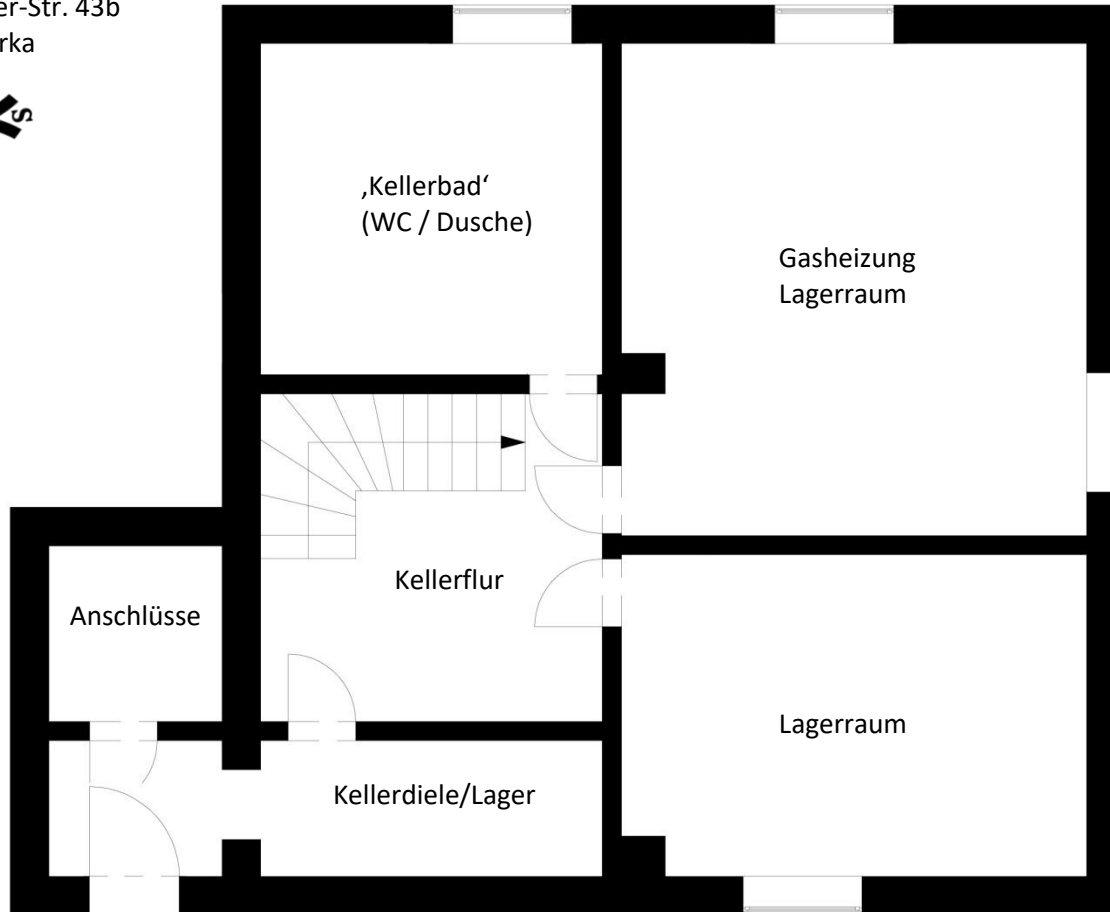 er-Str. 43b
rka
s
‚Kellerbad‘
(WC / Dusche)
Gasheizung
Lagerraum
Kellerflur
Anschlüsse
Lagerraum
Kellerdiele/Lager